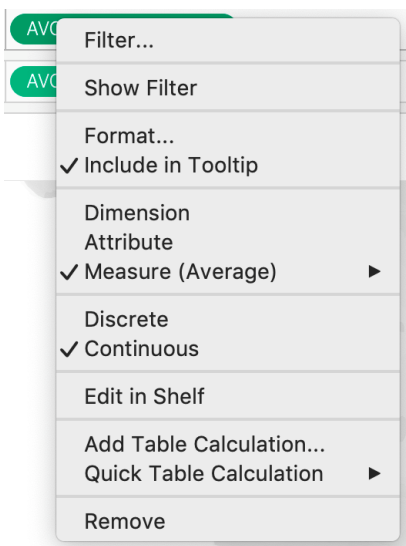 AVG
Filter...
AVG
Show Filter
Format...
✓ Include in Tooltip
Dimension
Attribute
✓ Measure (Average) ▶
Discrete
✓ Continuous
Edit in Shelf
Add Table Calculation...
Quick Table Calculation ▶
Remove